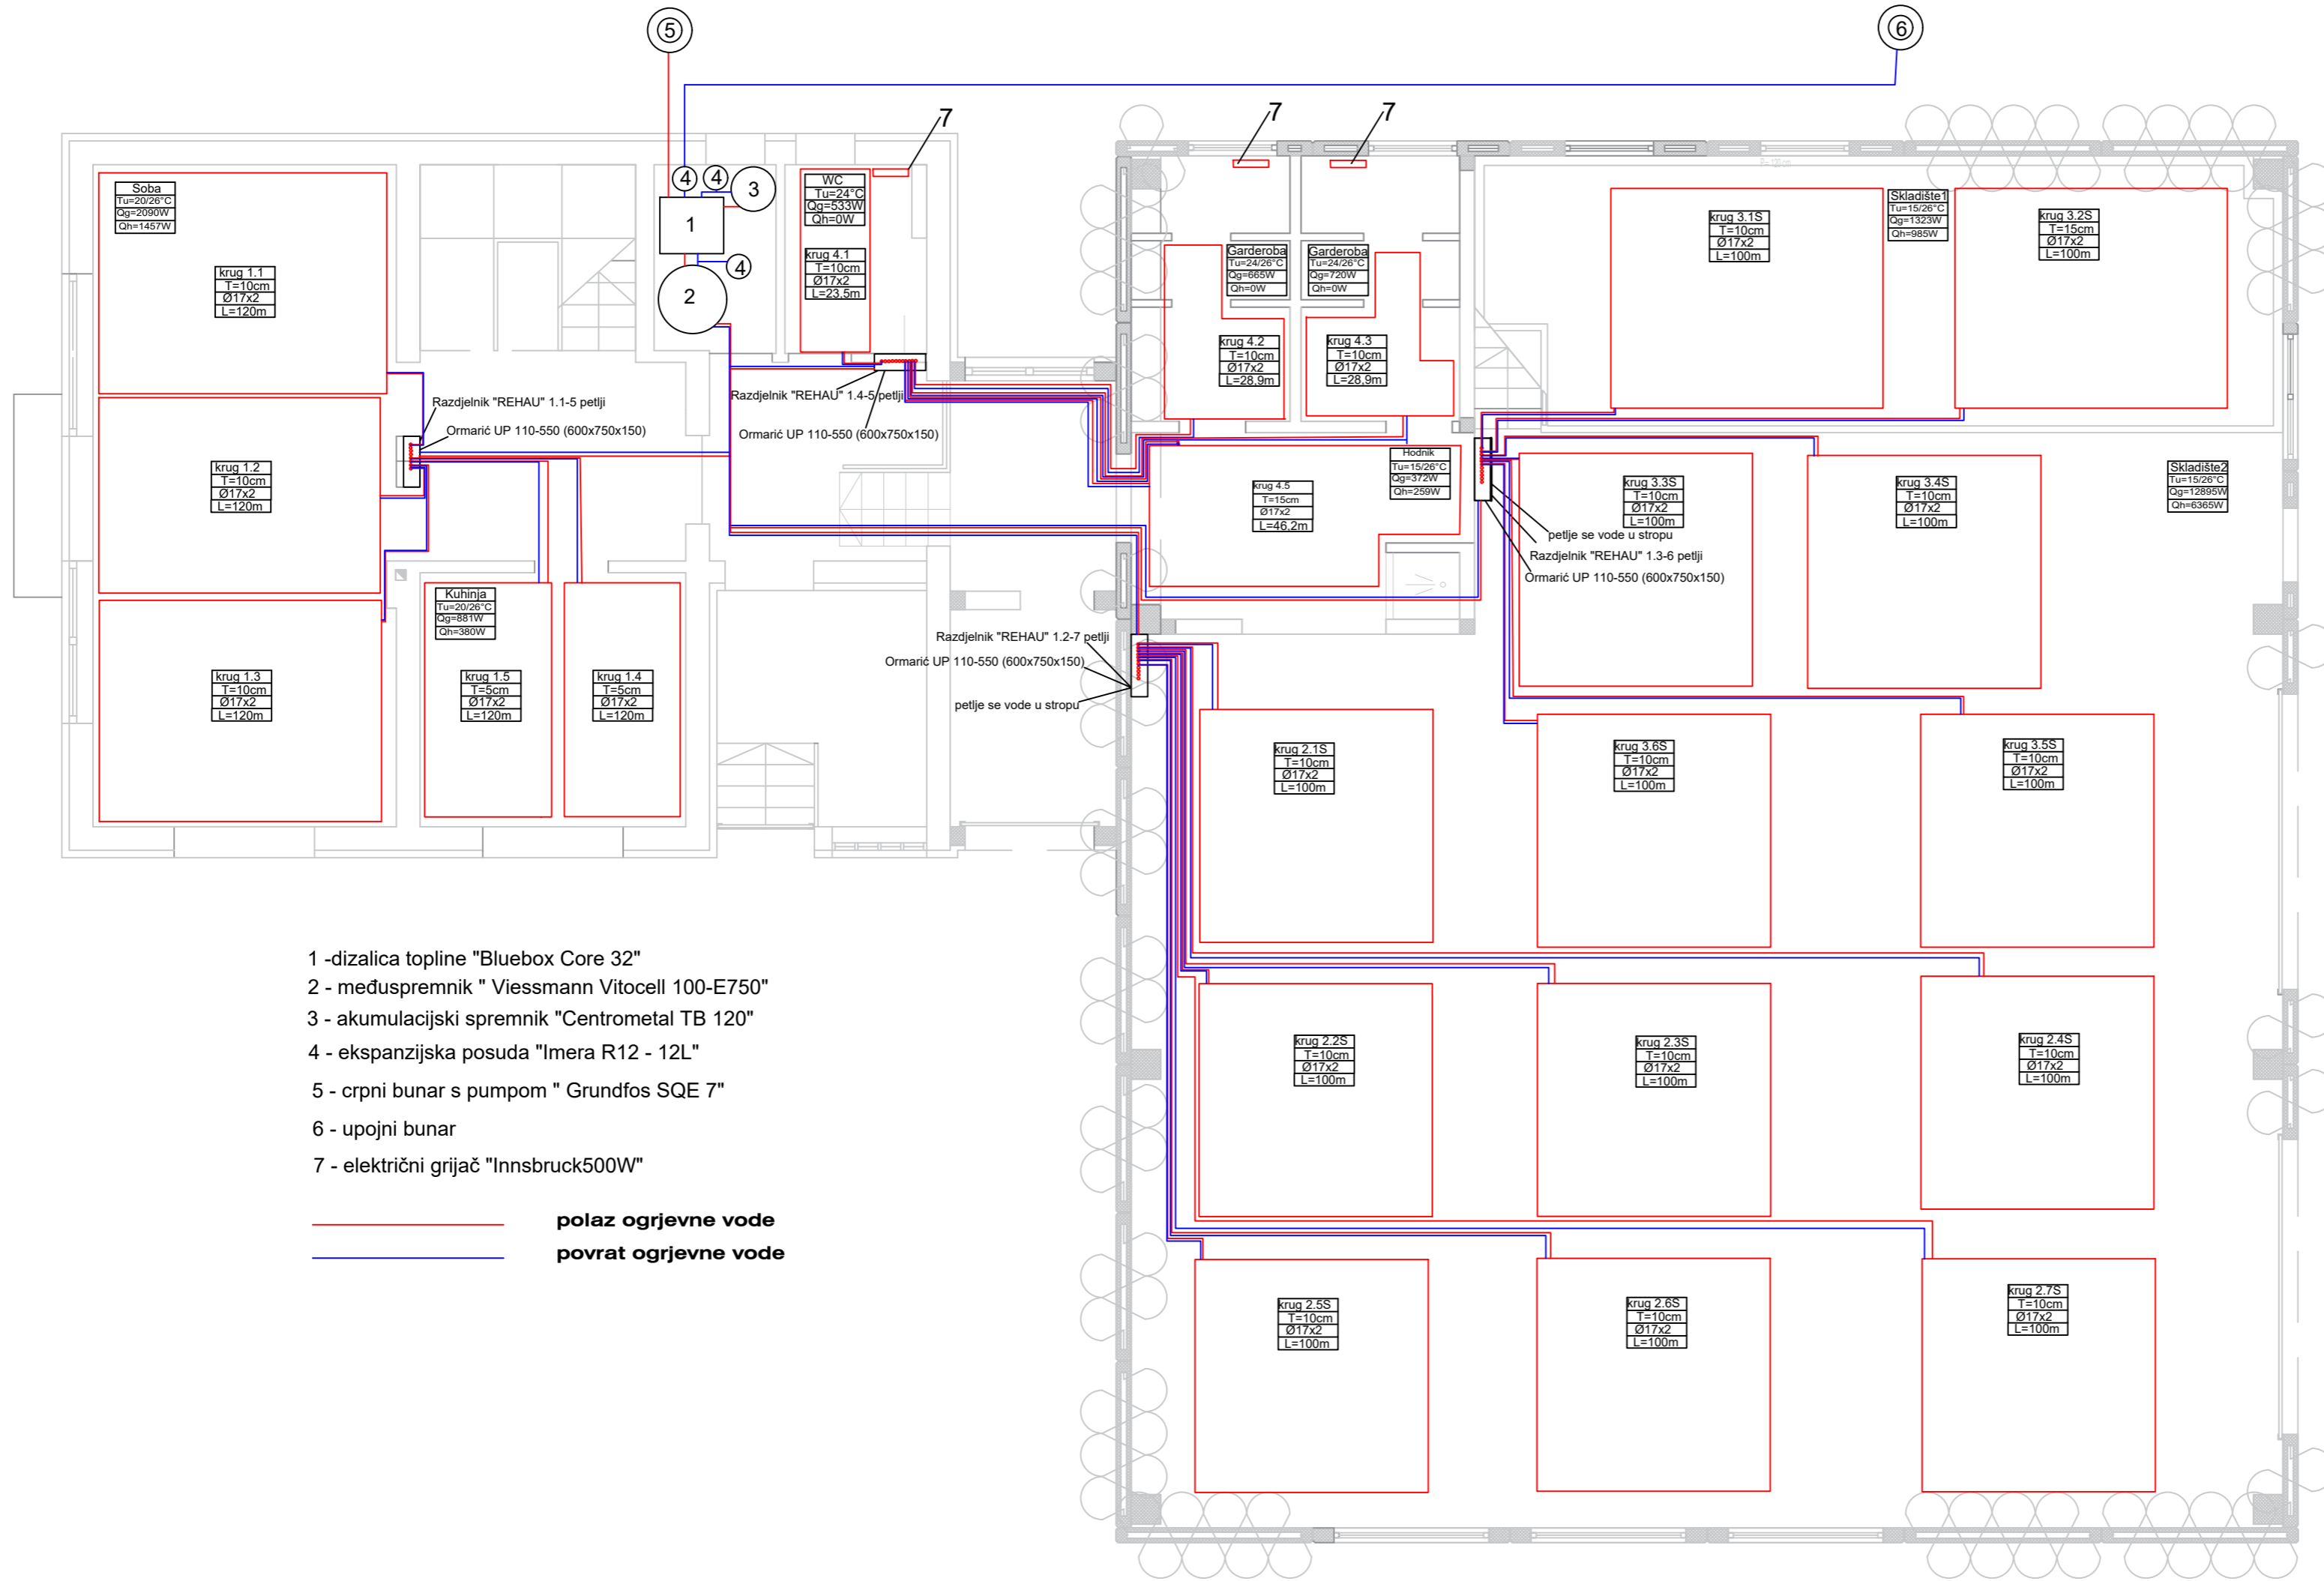 5
6
7
7
7
Soba
Tu=20/26°C
Qg=2090W
Qh=1457W
krug 1.1
T=10cm
Ø17x2
L=120m
4
4
3
1
4
2
WC
Tu=24°C
Qg=533W
Qh=0W
krug 4.1
T=10cm
Ø17x2
L=23,5m
Garderoba
Tu=24/26°C
Qg=665W
Qh=0W
Garderoba
Tu=24/26°C
Qg=720W
Qh=0W
krug 4.2
T=10cm
Ø17x2
L=28,9m
krug 4.3
T=10cm
Ø17x2
L=28,9m
krug 3.1S
T=10cm
Ø17x2
L=100m
Skladište1
Tu=15/26°C
Qg=1323W
Qh=985W
krug 3.2S
T=15cm
Ø17x2
L=100m
Razdjelnik "REHAU" 1.1-5 petlji
Ormarić UP 110-550 (600x750x150)
Razdjelnik "REHAU" 1.4-5 petlji
Ormarić UP 110-550 (600x750x150)
krug 1.2
T=10cm
Ø17x2
L=120m
Hodnik
Tu=15/26°C
Qg=372W
Qh=259W
krug 4.5
T=15cm
Ø17x2
L=46,2m
krug 3.3S
T=10cm
Ø17x2
L=100m
krug 3.4S
T=10cm
Ø17x2
L=100m
Skladište2
Tu=15/26°C
Qg=12895W
Qh=6365W
petlje se vode u stropu
Razdjelnik "REHAU" 1.3-6 petlji
Ormarić UP 110-550 (600x750x150)
Kuhinja
Tu=20/26°C
Qg=881W
Qh=380W
krug 1.3
T=10cm
Ø17x2
L=120m
krug 1.5
T=5cm
Ø17x2
L=120m
krug 1.4
T=5cm
Ø17x2
L=120m
Razdjelnik "REHAU" 1.2-7 petlji
Ormarić UP 110-550 (600x750x150)
petlje se vode u stropu
krug 2.1S
T=10cm
Ø17x2
L=100m
krug 3.6S
T=10cm
Ø17x2
L=100m
krug 3.5S
T=10cm
Ø17x2
L=100m
1 -dizalica topline "Bluebox Core 32"
2 - međuspremnik " Viessmann Vitocell 100-E750"
3 - akumulacijski spremnik "Centrometal TB 120"
4 - ekspanzijska posuda "Imera R12 - 12L"
5 - crpni bunar s pumpom " Grundfos SQE 7"
6 - upojni bunar
7 - električni grijač "Innsbruck500W"
polaz ogrjevne vode
povrat ogrjevne vode
krug 2.2S
T=10cm
Ø17x2
L=100m
krug 2.3S
T=10cm
Ø17x2
L=100m
krug 2.4S
T=10cm
Ø17x2
L=100m
krug 2.5S
T=10cm
Ø17x2
L=100m
krug 2.6S
T=10cm
Ø17x2
L=100m
krug 2.7S
T=10cm
Ø17x2
L=100m